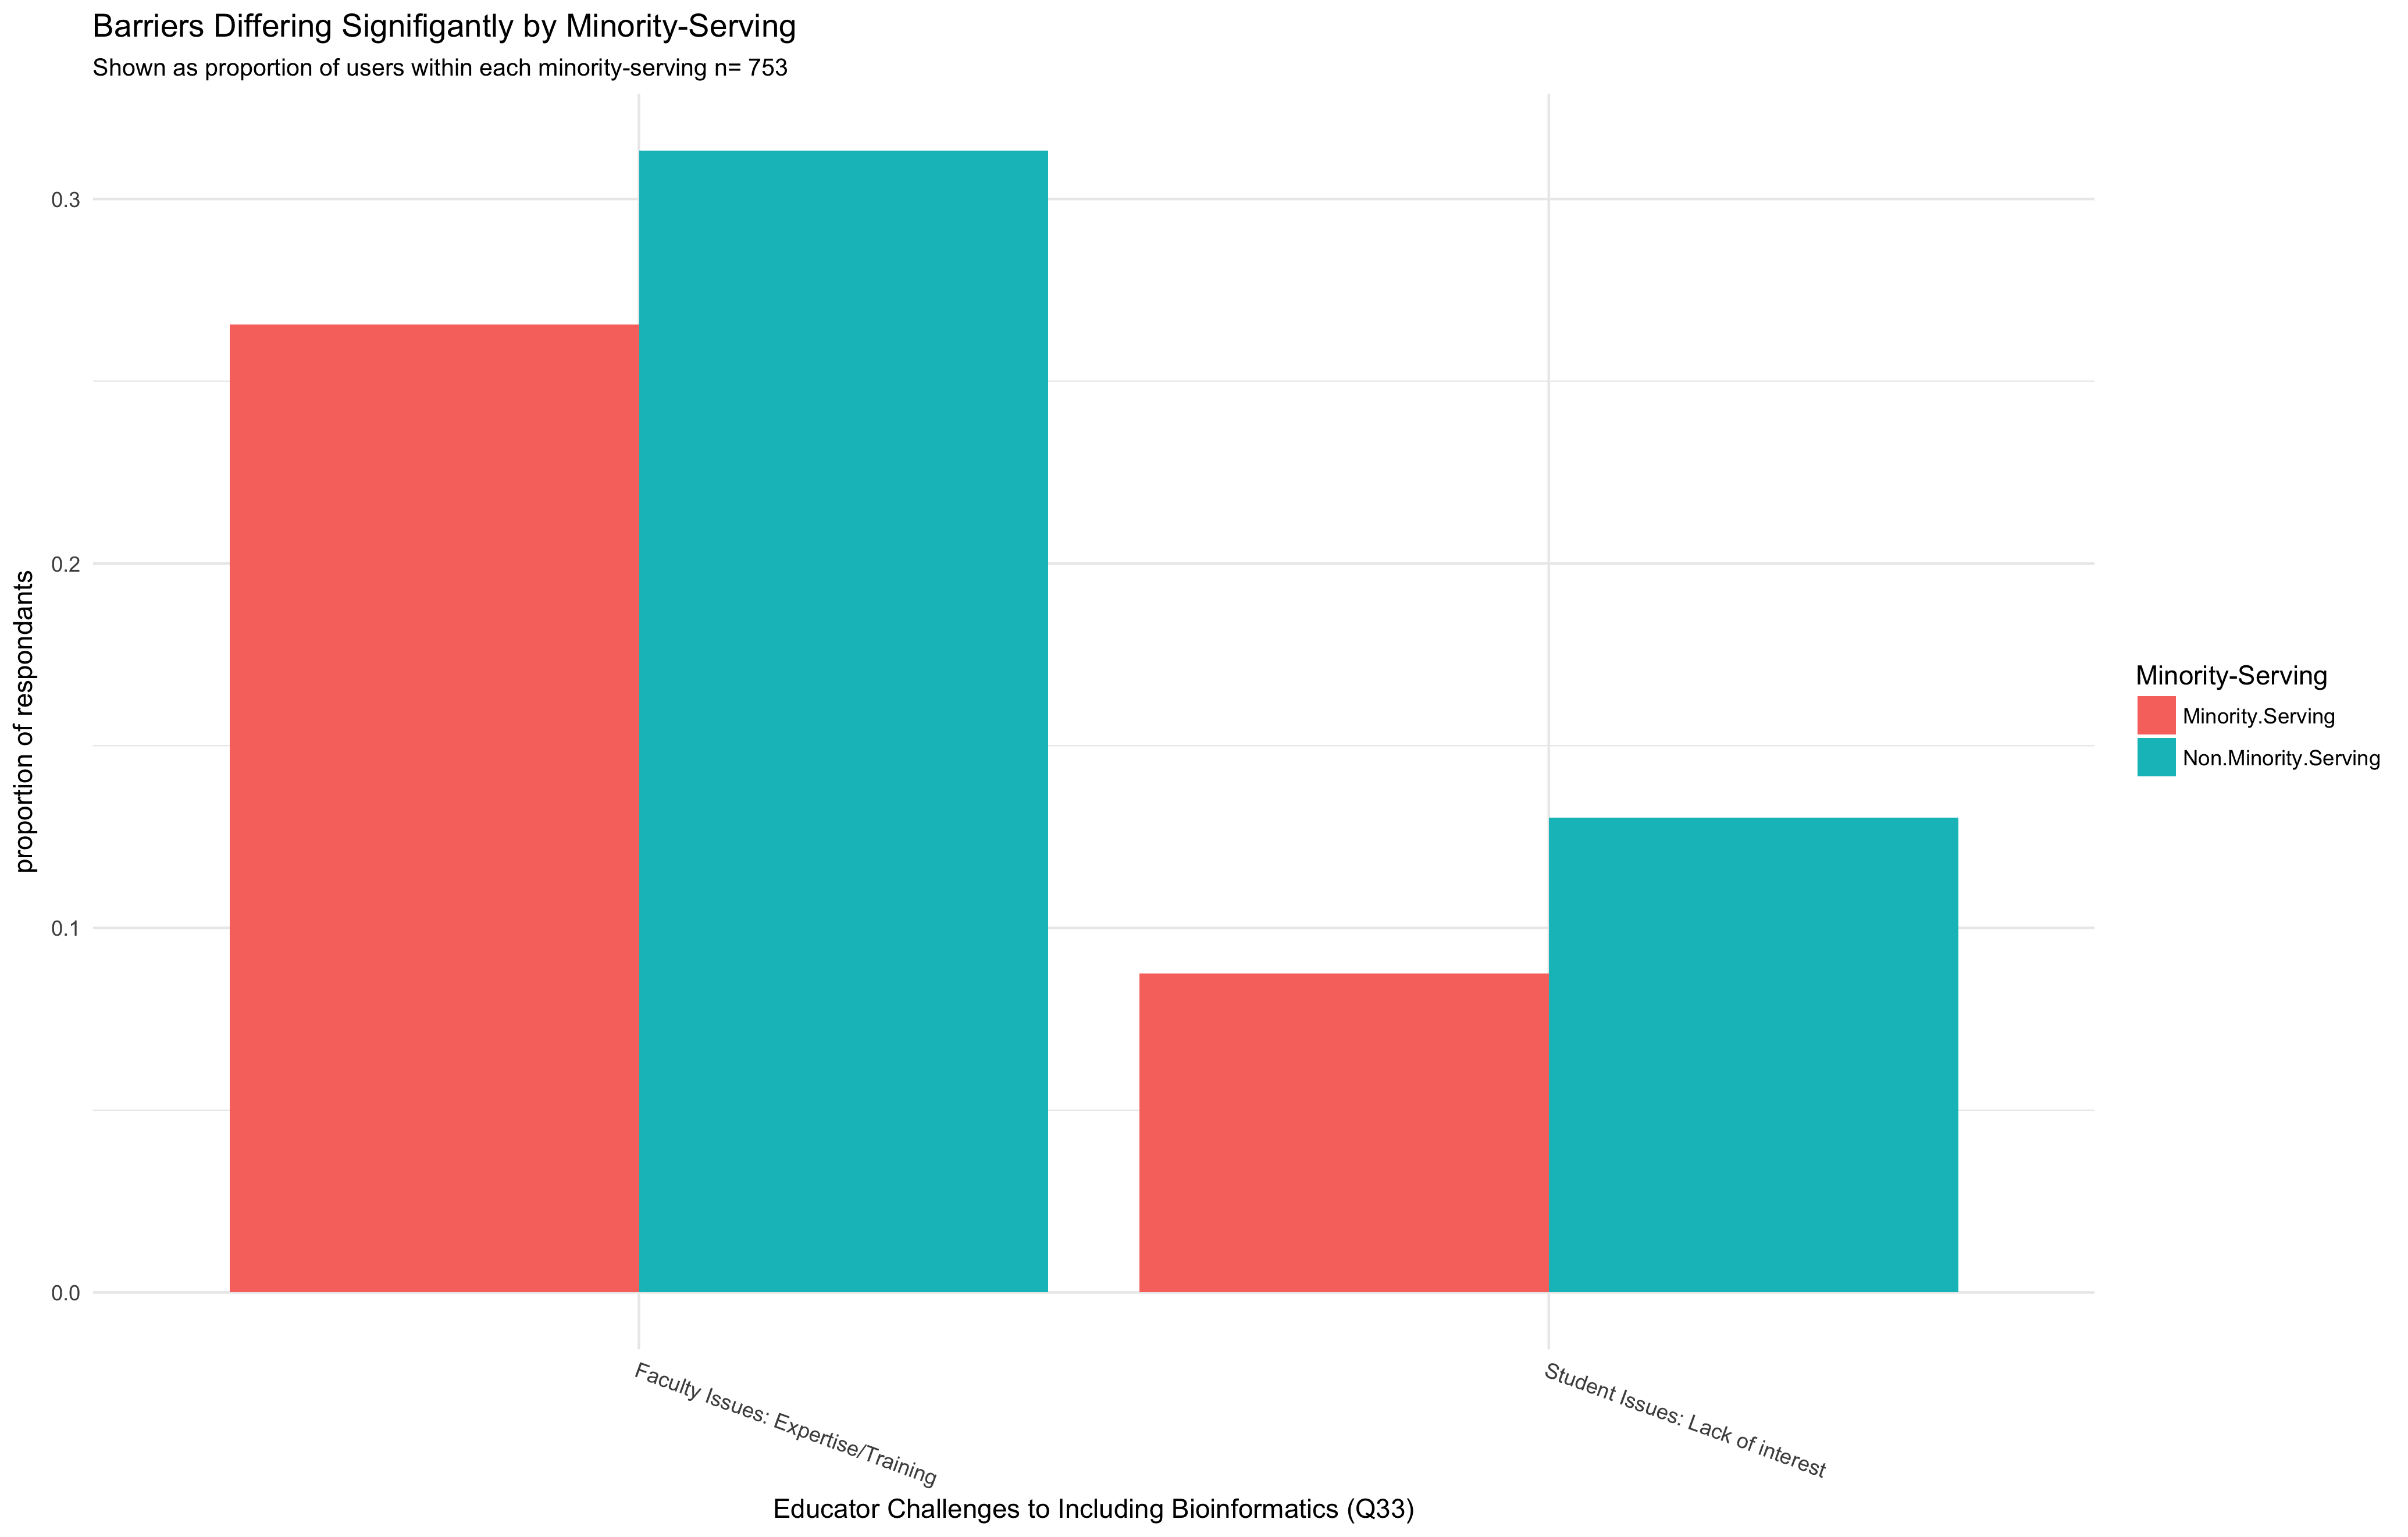 Barriers Differing Signifigantly by Minority-Serving
Shown as proportion of users within each minority-serving n= 753
proportion of respondants
0.3
0.2
0.1
0.0
Faculty Issues: Expertise/Training
Student Issues: Lack of interest
Educator Challenges to Including Bioinformatics (Q33)
Minority-Serving
Minority.Serving
Non.Minority.Serving